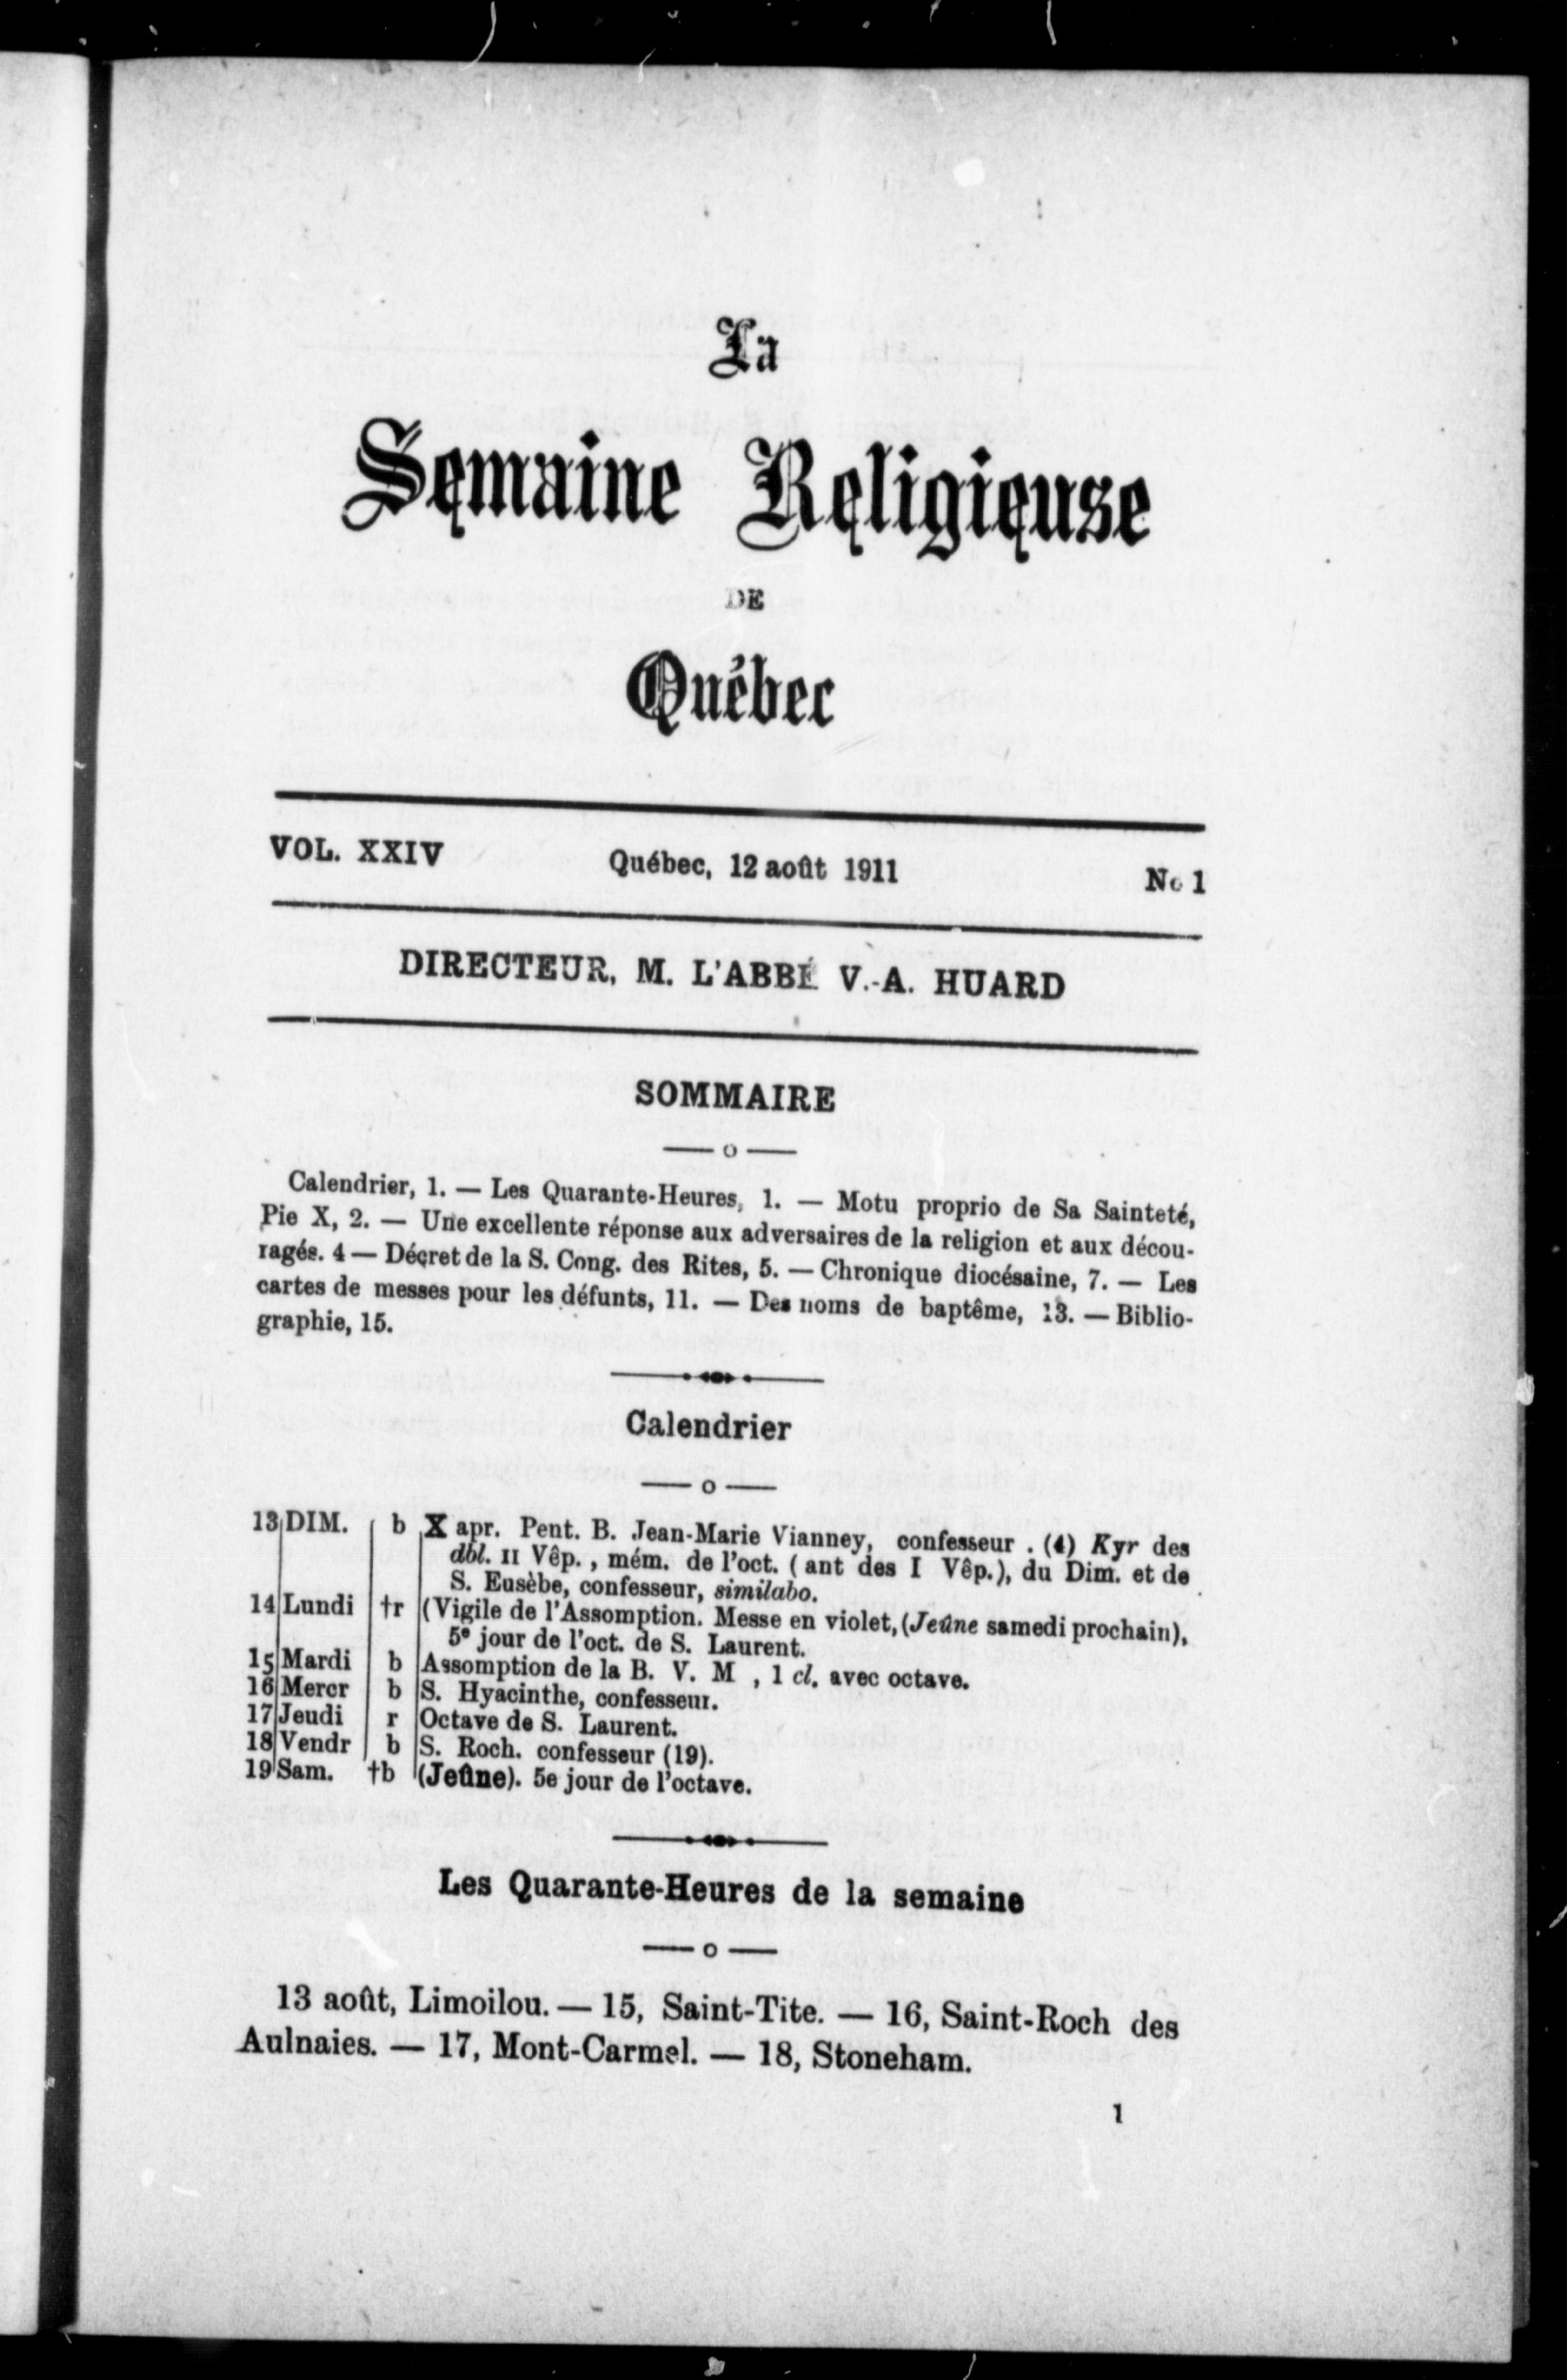 La
Semaine Religieuse
DE
Québec
VOL. XXIV Québec, 12 août 1911 No 1
DIRECTEUR, M. L'ABBÉ V.-A. HUARD
SOMMAIRE
— o —
Calendrier, 1. — Les Quarante-Heures, 1. — Motu proprio de Sa Sainteté,
Pie X, 2. — Une excellente réponse aux adversaires de la religion et aux décou-
ragés. 4 — Décret de la S. Cong. des Rites, 5. — Chronique diocésaine, 7. — Les
cartes de messes pour les défunts, 11. — Des noms de baptême, 13. — Biblio-
graphie, 15.
Calendrier
— o —
13 DIM. b X apr. Pent. B. Jean-Marie Vianney, confesseur . (4) Kyr des
dbl. II Vêp. , mém. de l'oct. ( ant des I Vêp.), du Dim. et de
S. Eusèbe, confesseur, similabo.
14 Lundi †r (Vigile de l'Assomption. Messe en violet, (Jeûne samedi prochain),
5e jour de l'oct. de S. Laurent.
15 Mardi b Assomption de la B. V. M , 1 cl. avec octave.
16 Mercr b S. Hyacinthe, confesseur.
17 Jeudi r Octave de S. Laurent.
18 Vendr b S. Roch. confesseur (19).
19 Sam. †b (Jeûne). 5e jour de l'octave.
Les Quarante-Heures de la semaine
— o —
13 août, Limoilou. — 15, Saint-Tite. — 16, Saint-Roch des
Aulnaies. — 17, Mont-Carmel. — 18, Stoneham.
1